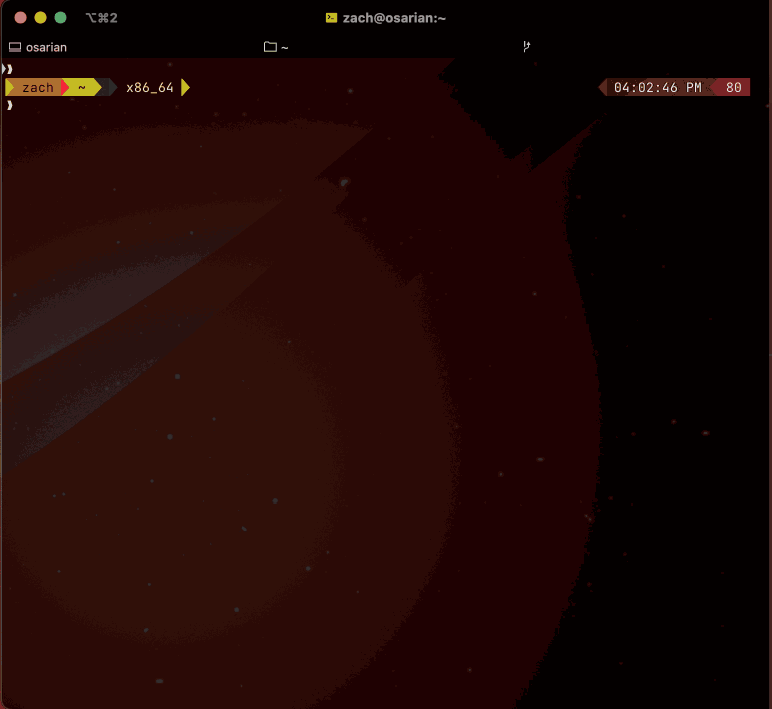 ⌥⌘2 zach@osarian:~
osarian ~
❱
zach ~ x86_64 04:02:46 PM 80
❱